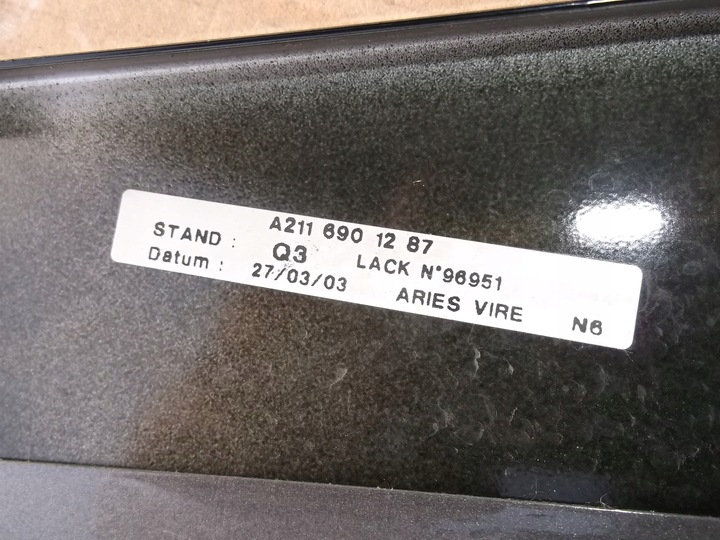 A211 690 12 87
STAND : Q3 LACK N°96951
Datum : 27/03/03 ARIES VIRE N6